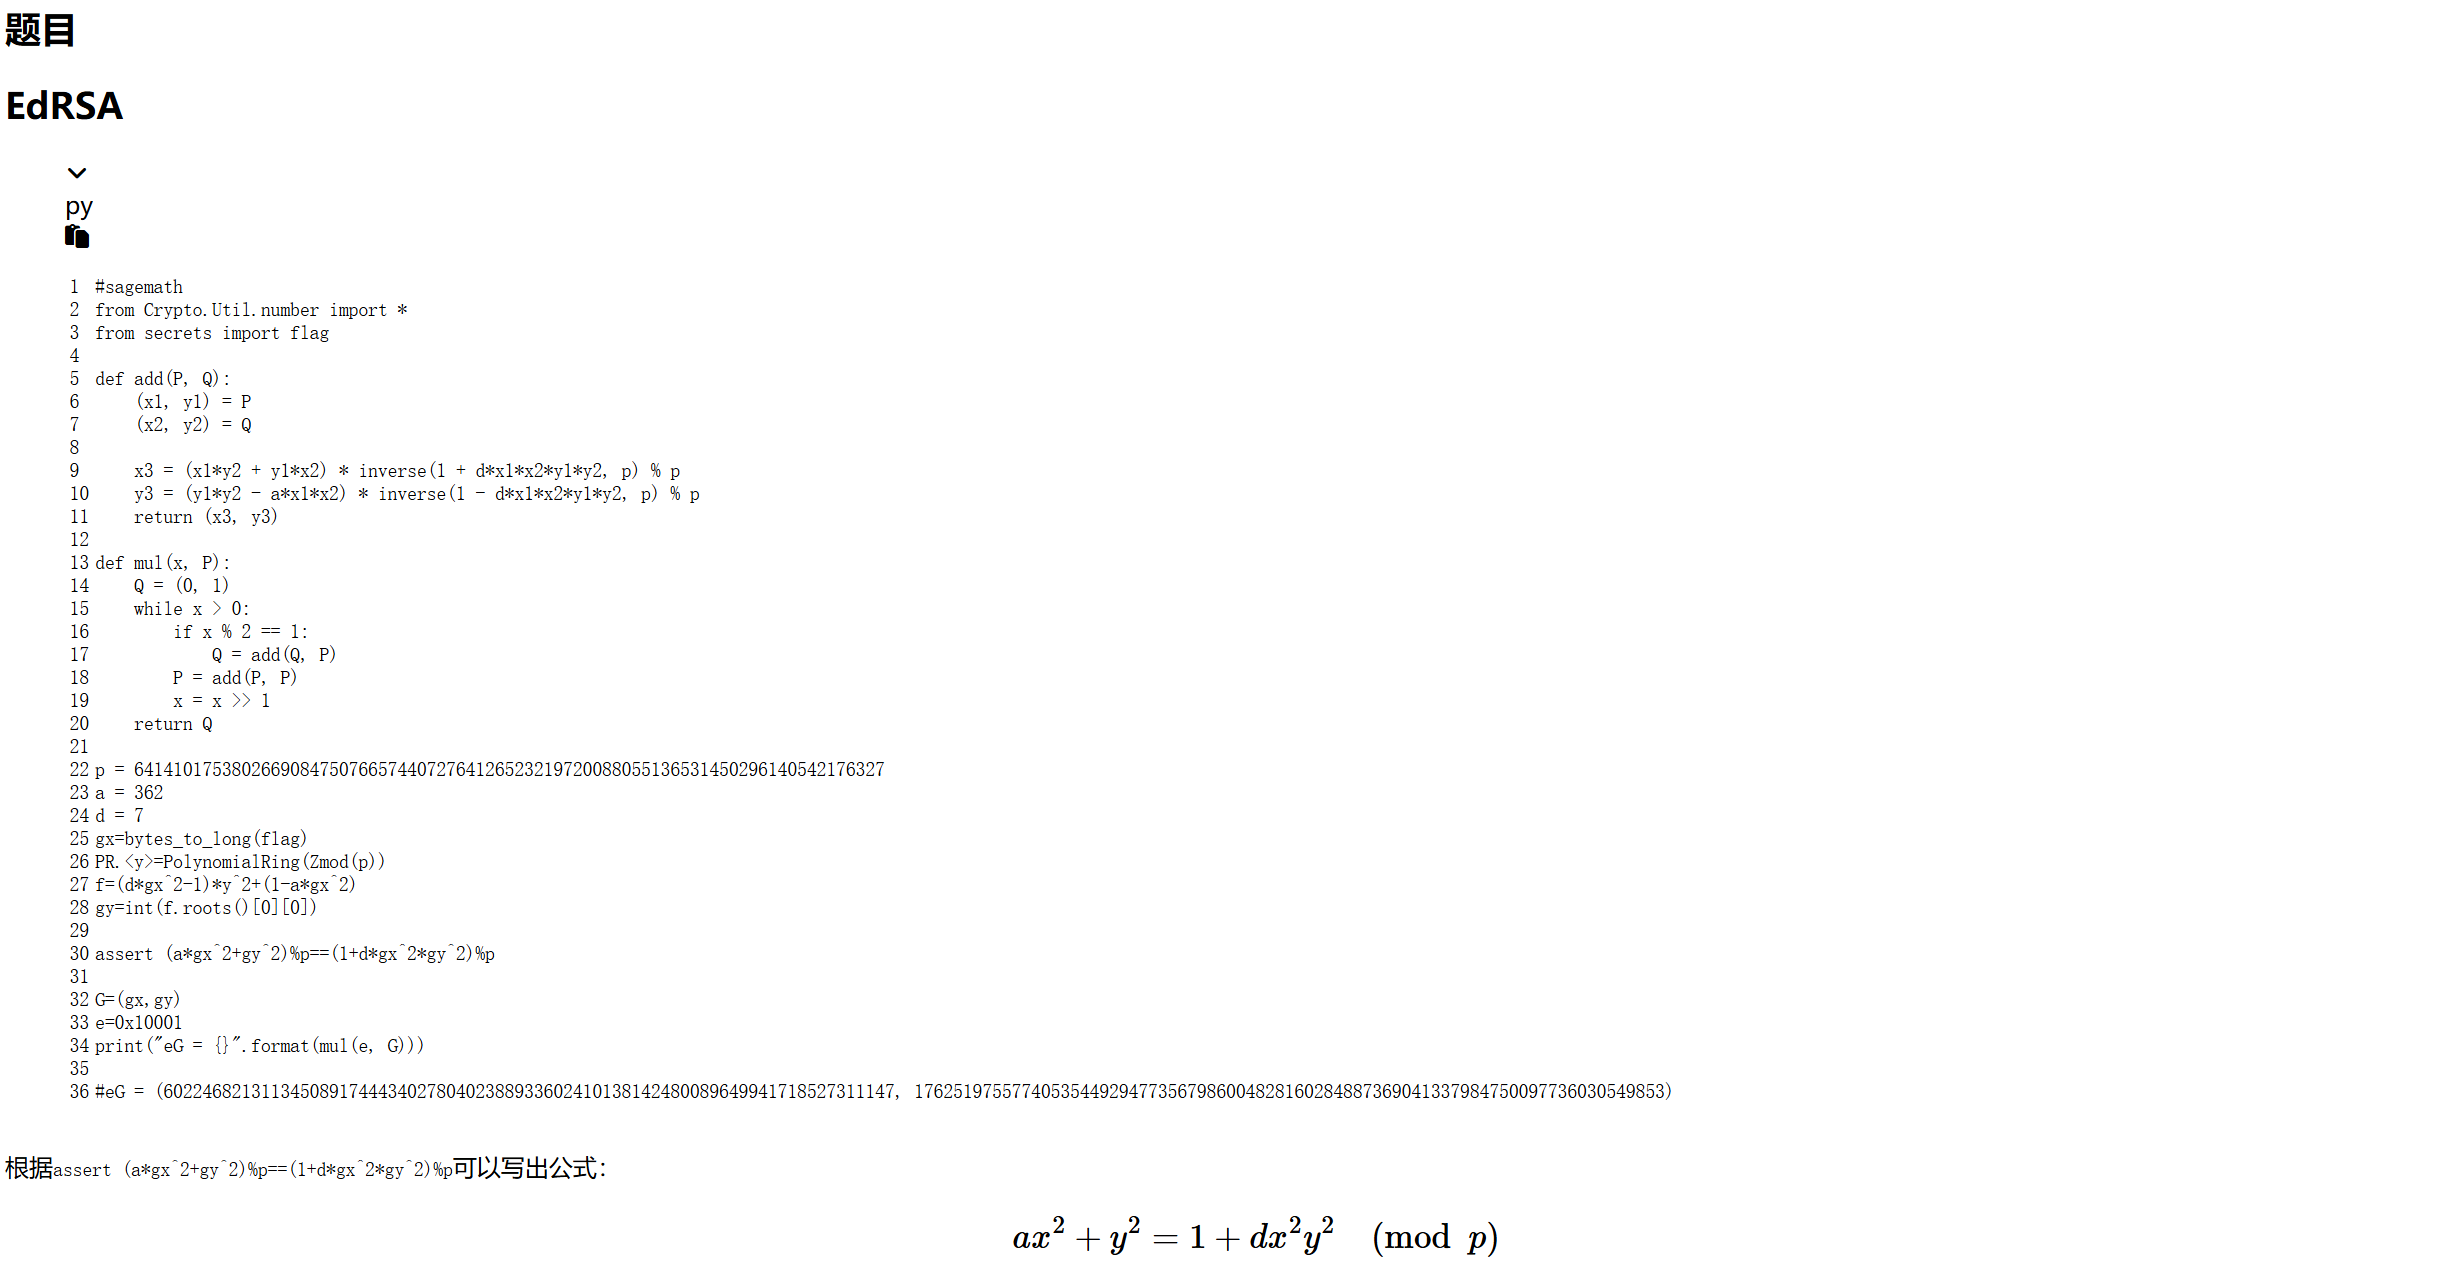 题目
EdRSA
py
1 #sagemath
2 from Crypto.Util.number import *
3 from secrets import flag
4
5 def add(P, Q):
6     (x1, y1) = P
7     (x2, y2) = Q
8
9     x3 = (x1*y2 + y1*x2) * inverse(1 + d*x1*x2*y1*y2, p) % p
10     y3 = (y1*y2 - a*x1*x2) * inverse(1 - d*x1*x2*y1*y2, p) % p
11     return (x3, y3)
12
13 def mul(x, P):
14     Q = (0, 1)
15     while x > 0:
16         if x % 2 == 1:
17             Q = add(Q, P)
18         P = add(P, P)
19         x = x >> 1
20     return Q
21
22 p = 64141017538026690847507665744072764126523219720088055136531450296140542176327
23 a = 362
24 d = 7
25 gx=bytes_to_long(flag)
26 PR.<y>=PolynomialRing(Zmod(p))
27 f=(d*gx^2-1)*y^2+(1-a*gx^2)
28 gy=int(f.roots()[0][0])
29
30 assert (a*gx^2+gy^2)%p==(1+d*gx^2*gy^2)%p
31
32 G=(gx,gy)
33 e=0x10001
34 print("eG = {}".format(mul(e, G)))
35
36 #eG = (6022468213113450891744434027804023889336024101381424800896499417185​27311147, 17625197557740535449294773567986004828160284887369041337984750097736030549853)
根据assert (a*gx^2+gy^2)%p==(1+d*gx^2*gy^2)%p可以写出公式：
ax² + y² = 1 + dx²y² (mod p)